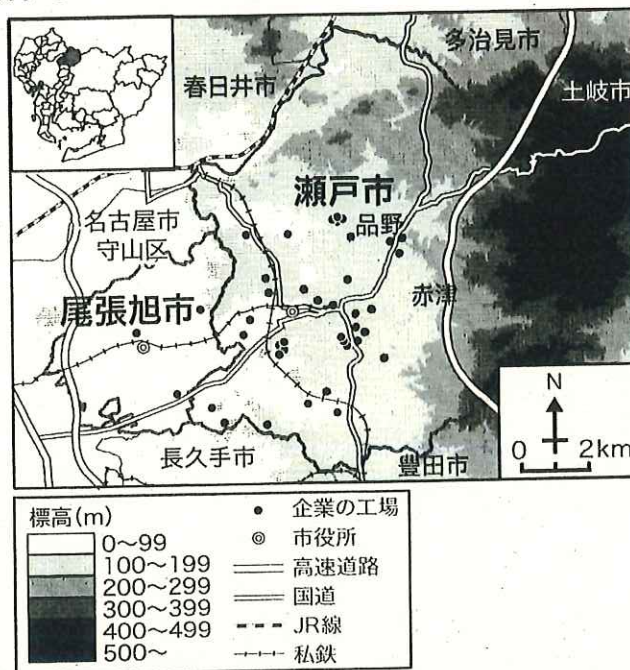 多治見市
春日井市
土岐市
瀬戸市
品野
名古屋市
守山区
赤津
尾張旭市
N
0 2km
長久手市
豊田市
標高(m)
0~99
100~199
200~299
300~399
400~499
500~
企業の工場
市役所
高速道路
国道
JR線
私鉄